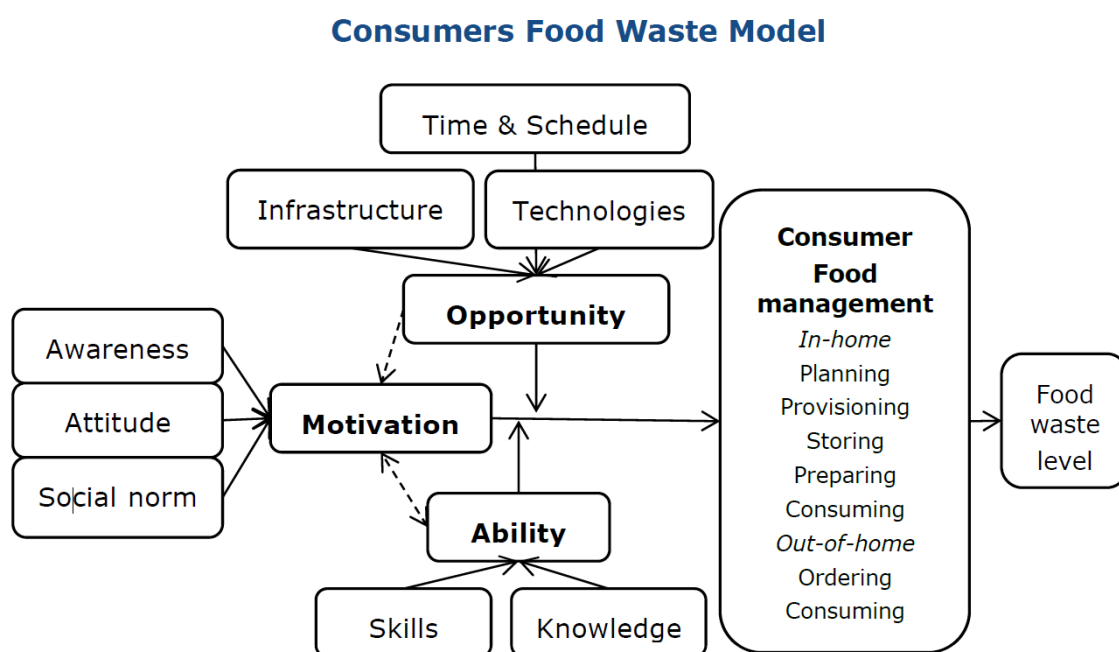 Consumers Food Waste Model
Time & Schedule
Infrastructure
Technologies
Opportunity
Awareness
Attitude
Social norm
Motivation
Ability
Skills
Knowledge
Consumer
Food
management
In-home
Planning
Provisioning
Storing
Preparing
Consuming
Out-of-home
Ordering
Consuming
Food
waste
level